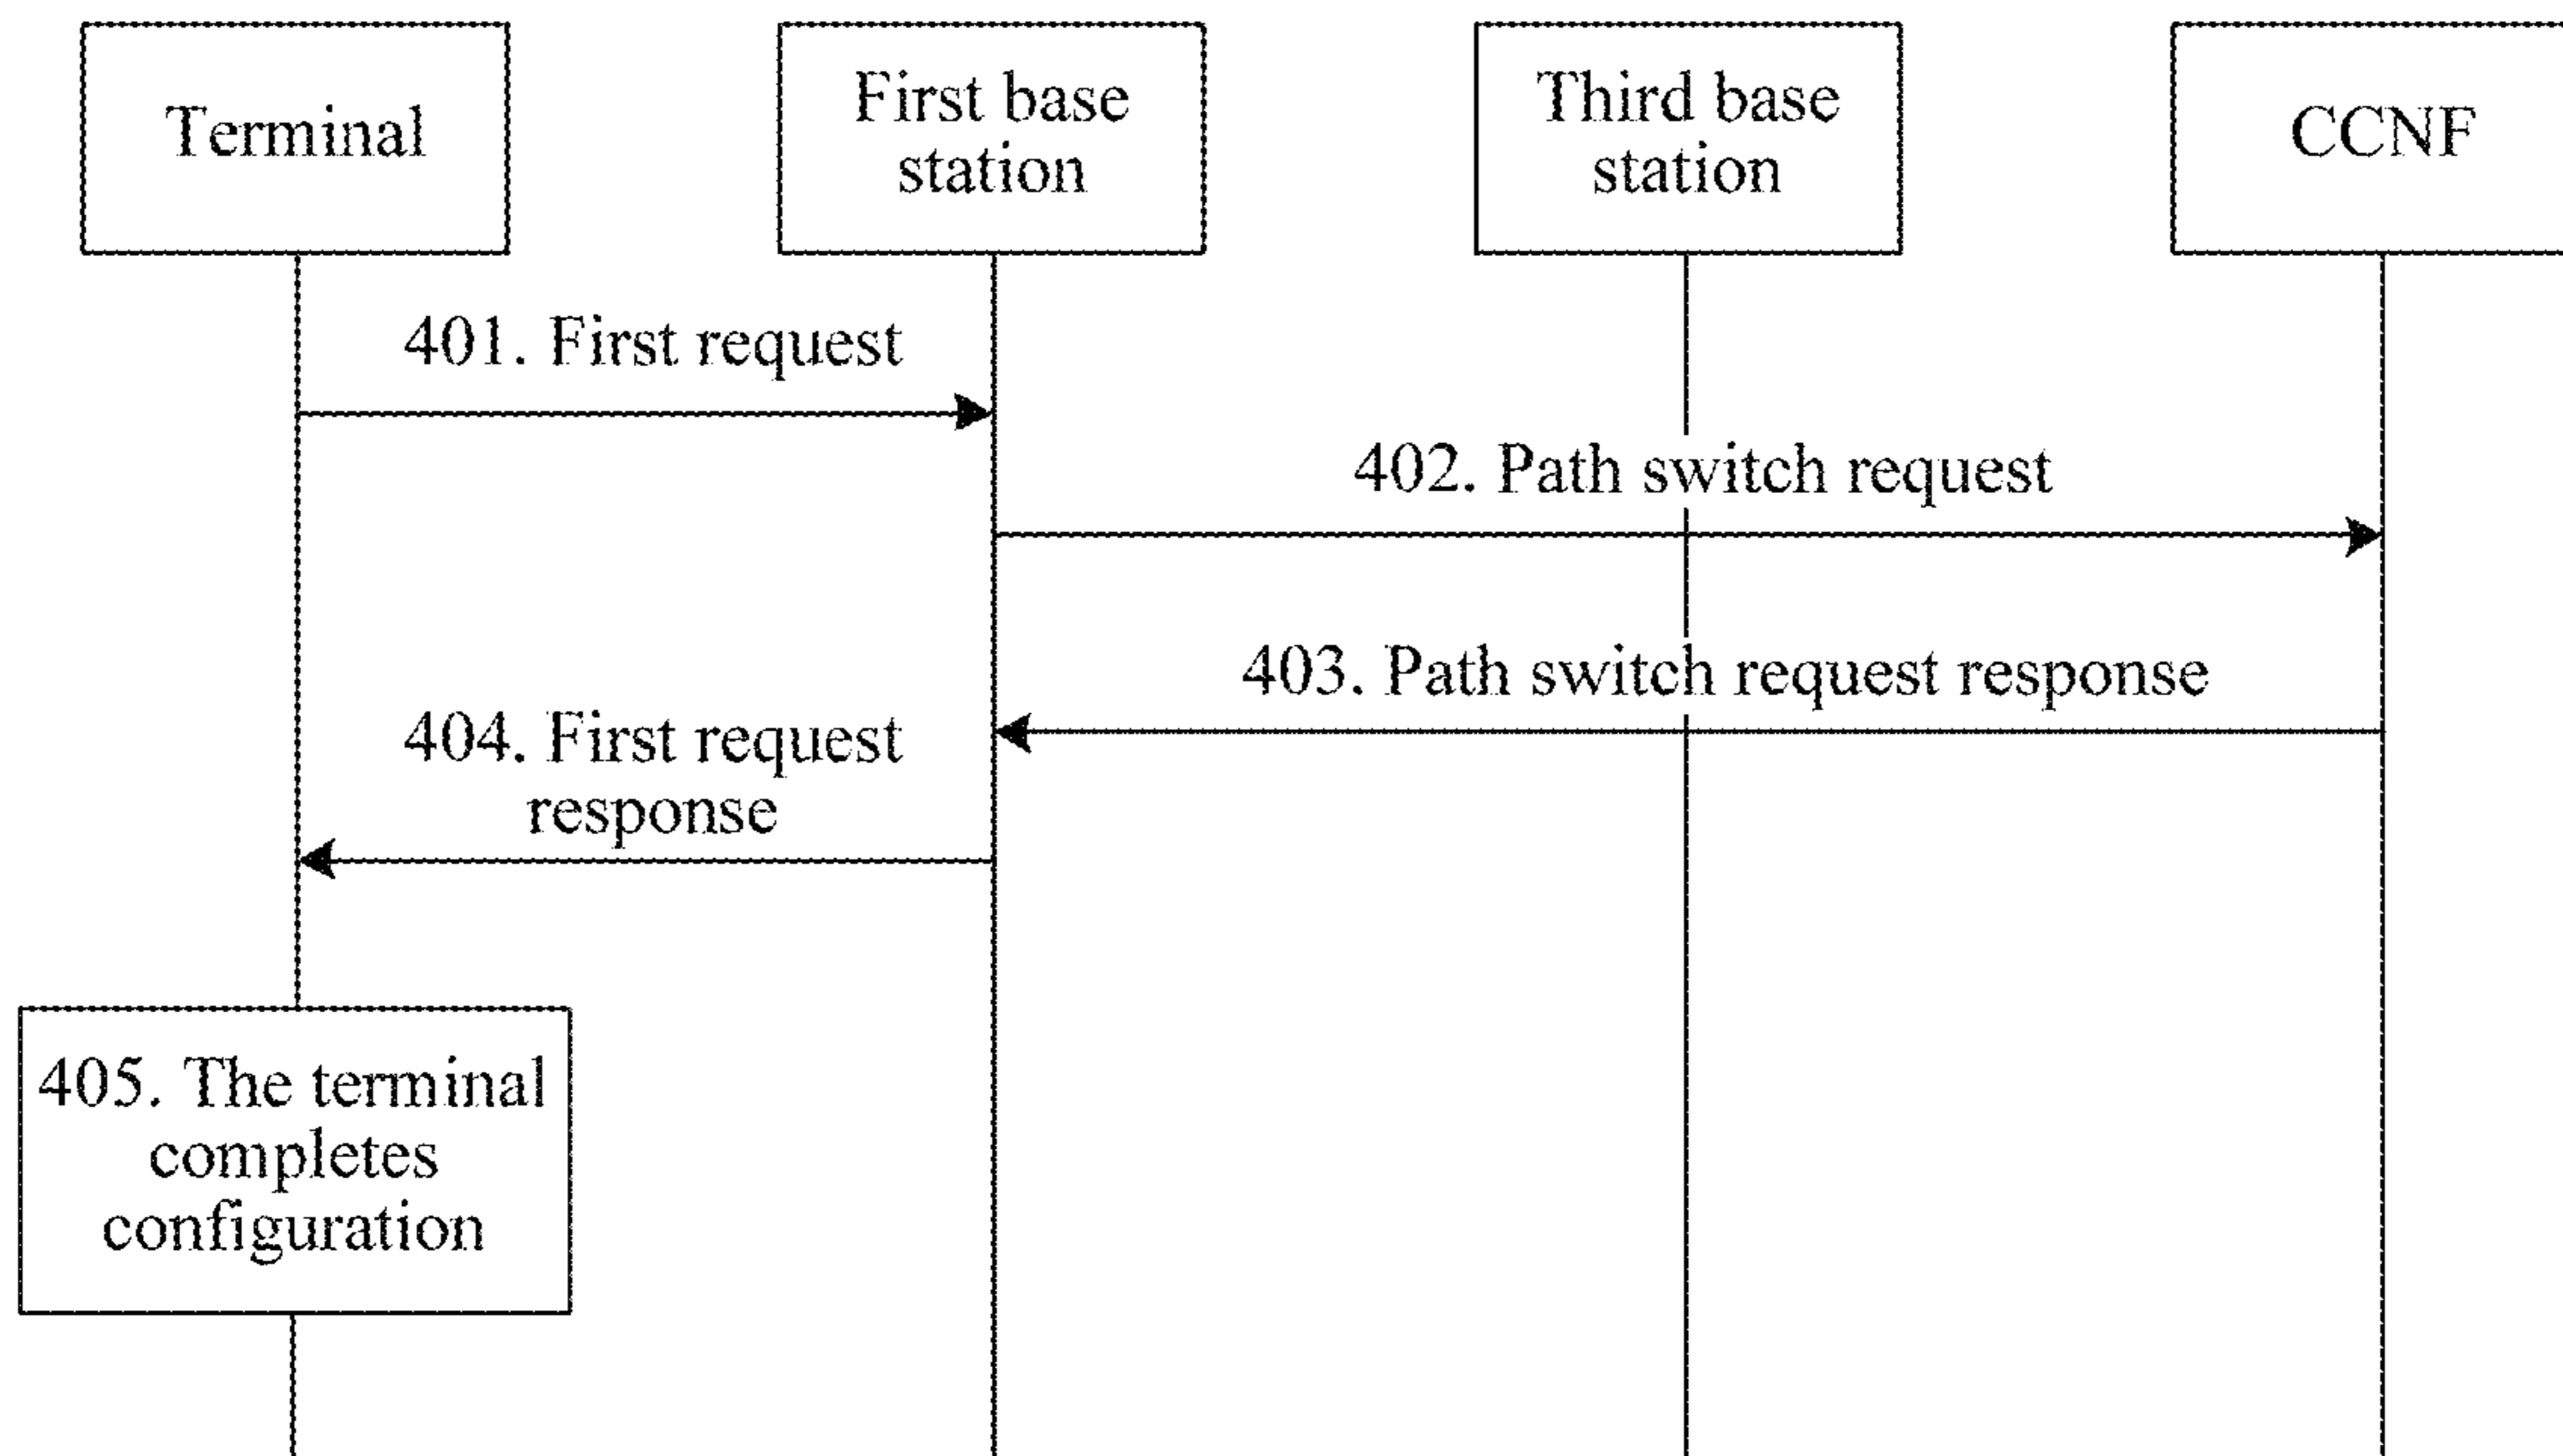 Terminal
First base
station
Third base
station
CCNF
401. First request
402. Path switch request
403. Path switch request response
404. First request
response
405. The terminal
completes
configuration